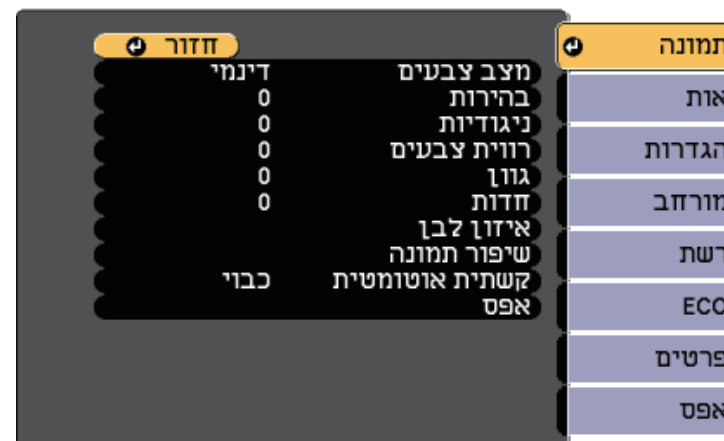 תמונה
אות
הגדרות
מורחב
רשת
ECO
פרטים
אפס
חזור
מצב צבעים דינמי
בהירות 0
ניגודיות 0
רווית צבעים 0
גוון 0
חדות 0
איזון לבן
שיפור תמונה
קשתית אוטומטית כבוי
אפס